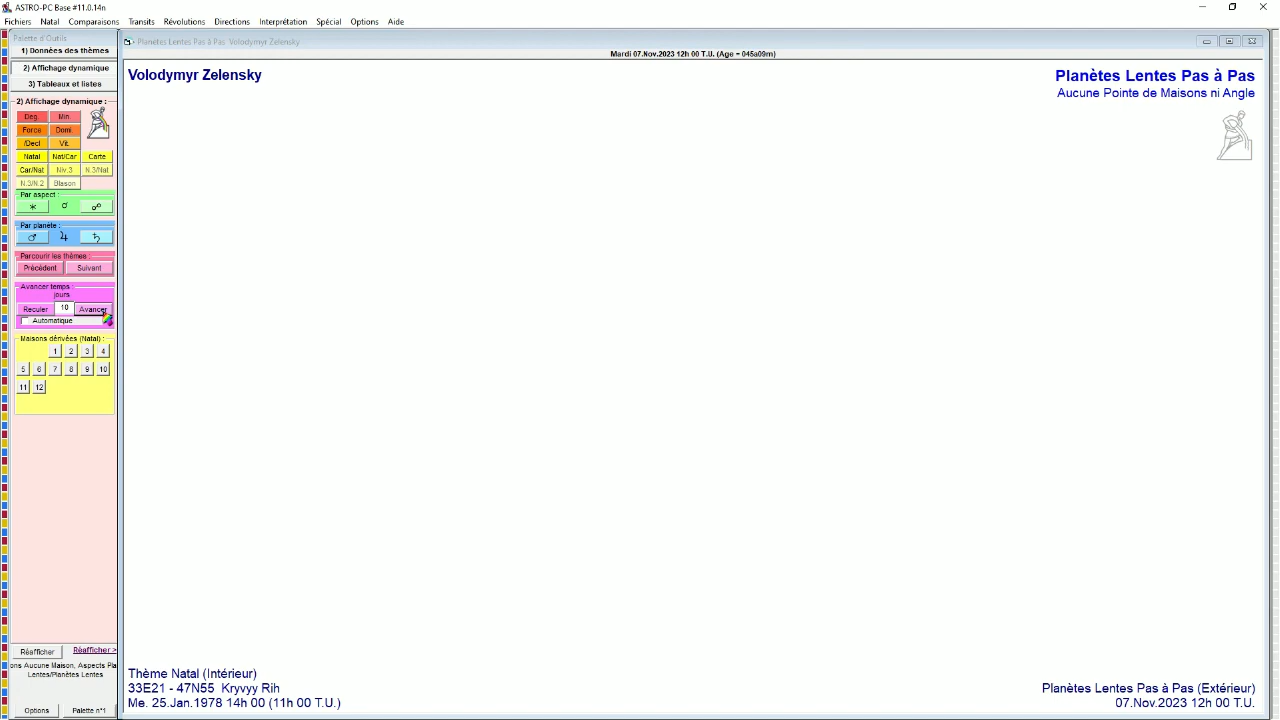 ASTRO-PC Base #11.0.14n
Fichiers Natal Comparaisons Transits Révolutions Directions Interprétation Spécial Options Aide
Palette d'Outils
1) Données des thèmes
2) Affichage dynamique
3) Tableaux et listes
2) Affichage dynamique :
Deg. Min.
Force Domi.
/Decl Vit.
Natal Nat/Car Carte
Car/Nat Niv.3 N.3/Nat
N.3/N.2 Blason
Par aspect :
Par planète :
Parcourir les thèmes :
Précédent Suivant
Avancer temps :
jours
Reculer 10 Avancer
Automatique
Maisons dérivées (Natal) :
1 2 3 4
5 6 7 8 9 10
11 12
Réafficher Réafficher >
ons Aucune Maison, Aspects Pla
Lentes/Planètes Lentes
Options Palette n°1
Planètes Lentes Pas à Pas Volodymyr Zelensky
Mardi 07.Nov.2023 12h 00 T.U. (Age = 045a09m)
Volodymyr Zelensky
Planètes Lentes Pas à Pas
Aucune Pointe de Maisons ni Angle
Thème Natal (Intérieur)
33E21 - 47N55 Kryvyy Rih
Me. 25.Jan.1978 14h 00 (11h 00 T.U.)
Planètes Lentes Pas à Pas (Extérieur)
07.Nov.2023 12h 00 T.U.